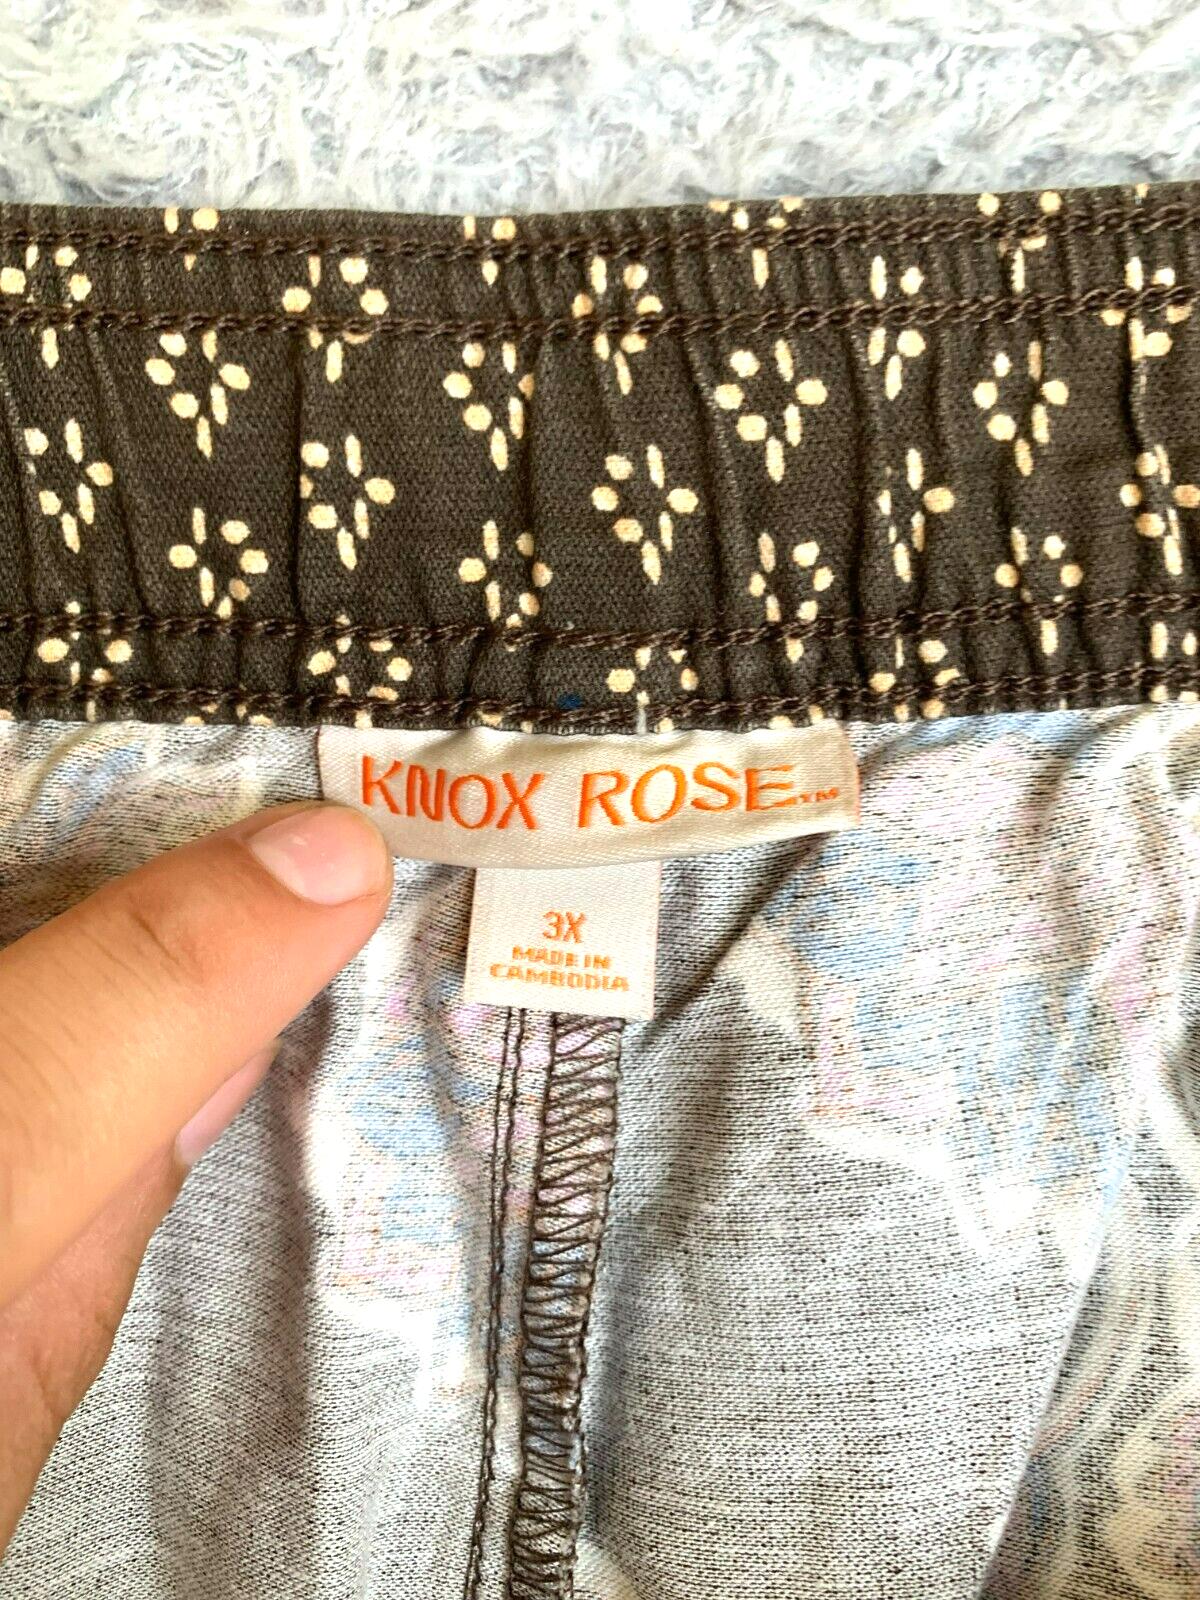 KNOX ROSE™
3X
MADE IN
CAMBODIA